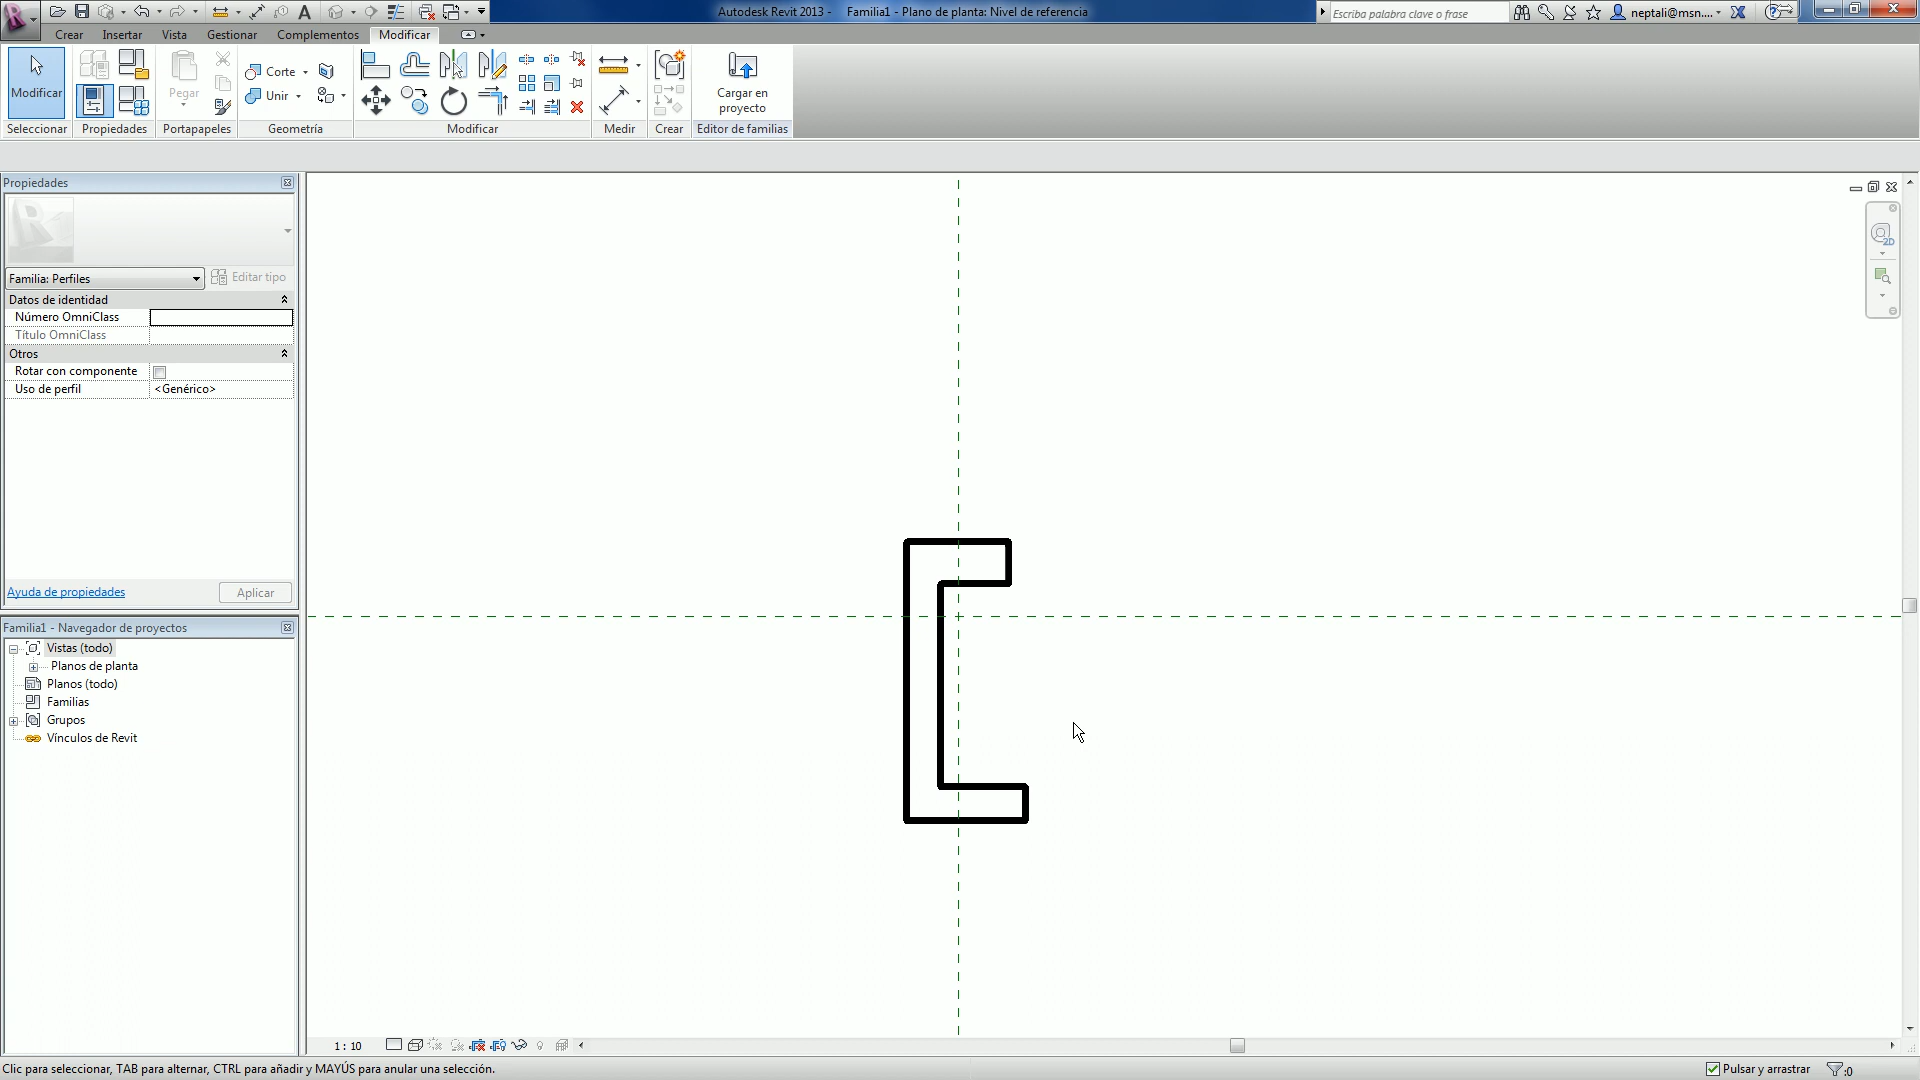 Autodesk Revit 2013 - Familia1 - Plano de planta: Nivel de referencia
Escriba palabra clave o frase
neptali@msn....
Crear Insertar Vista Gestionar Complementos Modificar
Modificar
Pegar
Corte
Unir
Cargar en
proyecto
Seleccionar Propiedades Portapapeles Geometría Modificar Medir Crear Editor de familias
Propiedades
Familia: Perfiles
Editar tipo
Datos de identidad
Número OmniClass
Título OmniClass
Otros
Rotar con componente
Uso de perfil <Genérico>
Ayuda de propiedades
Aplicar
Familia1 - Navegador de proyectos
Vistas (todo)
Planos de planta
Planos (todo)
Familias
Grupos
Vínculos de Revit
2D
1 : 10
Clic para seleccionar, TAB para alternar, CTRL para añadir y MAYÚS para anular una selección.
Pulsar y arrastrar
:0